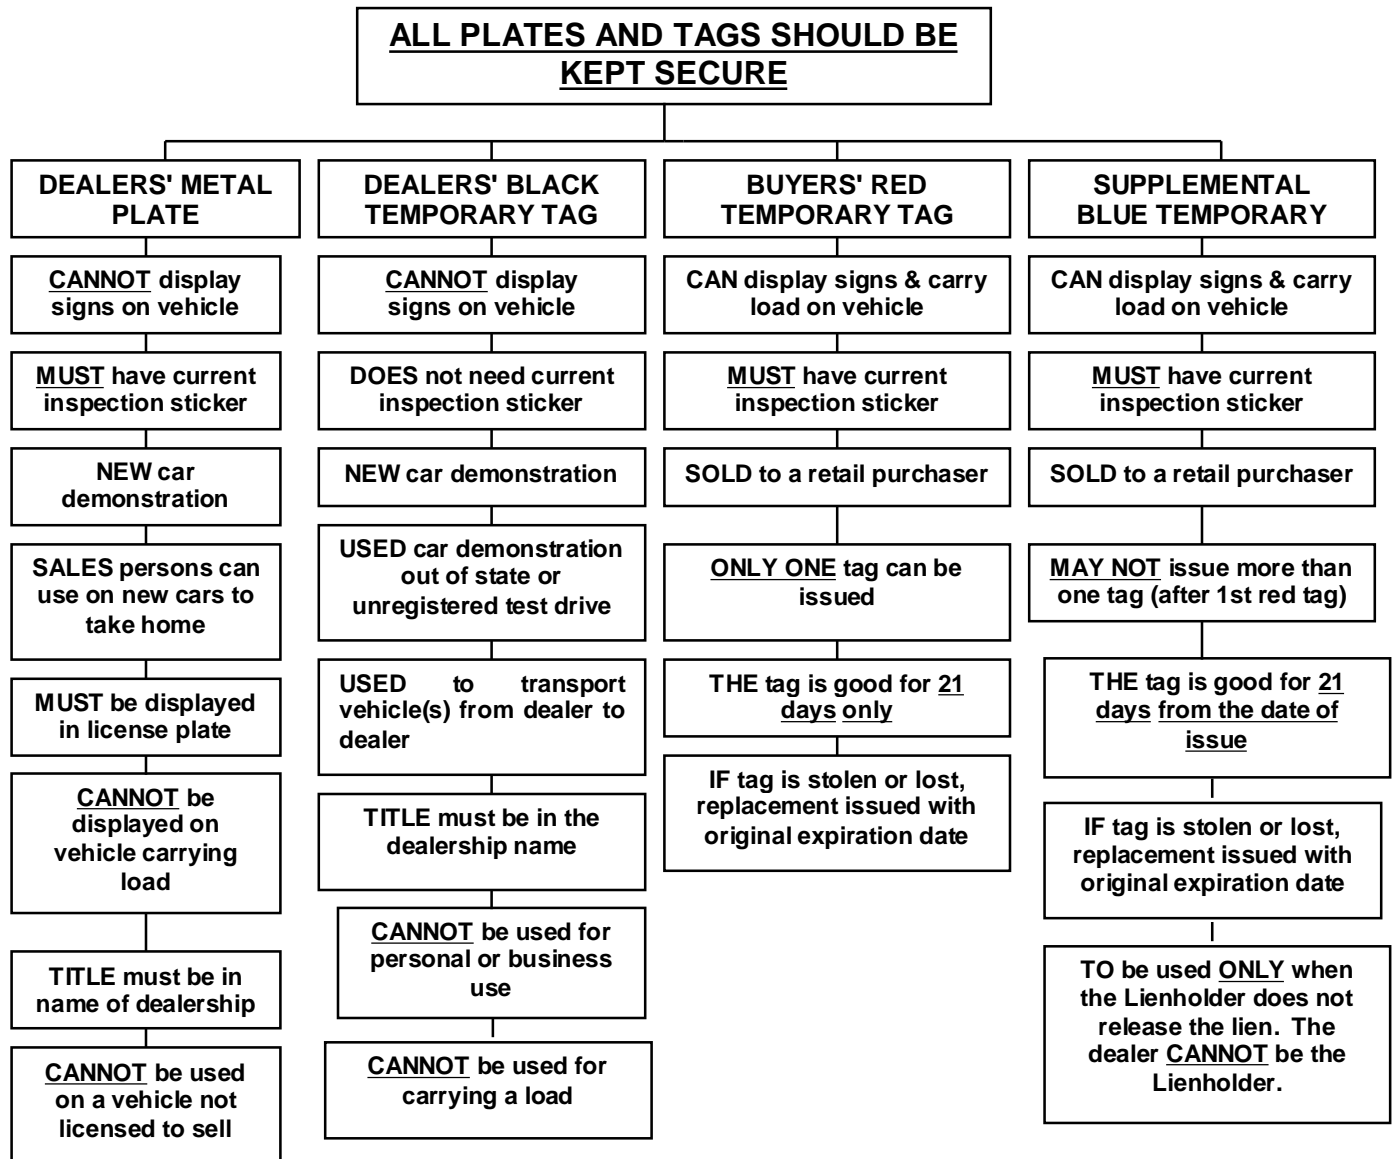 ALL PLATES AND TAGS SHOULD BE
KEPT SECURE
DEALERS' METAL
PLATE
CANNOT display
signs on vehicle
MUST have current
inspection sticker
NEW car
demonstration
SALES persons can
use on new cars to
take home
MUST be displayed
in license plate
CANNOT be
displayed on
vehicle carrying
load
TITLE must be in
name of dealership
CANNOT be used
on a vehicle not
licensed to sell
DEALERS' BLACK
TEMPORARY TAG
CANNOT display
signs on vehicle
DOES not need current
inspection sticker
NEW car demonstration
USED car demonstration
out of state or
unregistered test drive
USED to transport
vehicle(s) from dealer to
dealer
TITLE must be in the
dealership name
CANNOT be used for
personal or business
use
CANNOT be used for
carrying a load
BUYERS' RED
TEMPORARY TAG
CAN display signs & carry
load on vehicle
MUST have current
inspection sticker
SOLD to a retail purchaser
ONLY ONE tag can be
issued
THE tag is good for 21
days only
IF tag is stolen or lost,
replacement issued with
original expiration date
SUPPLEMENTAL
BLUE TEMPORARY
CAN display signs & carry
load on vehicle
MUST have current
inspection sticker
SOLD to a retail purchaser
MAY NOT issue more than
one tag (after 1st red tag)
THE tag is good for 21
days from the date of
issue
IF tag is stolen or lost,
replacement issued with
original expiration date
TO be used ONLY when
the Lienholder does not
release the lien. The
dealer CANNOT be the
Lienholder.